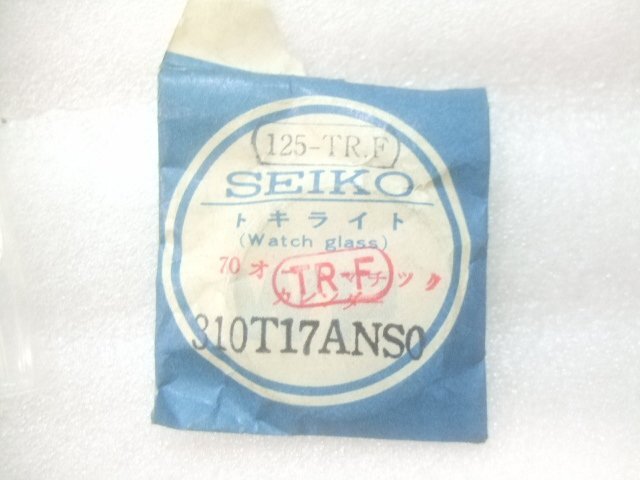 125-TR.F
SEIKO
トキライト
(Watch glass)
70オートマチック
TR-F
カレンダー
310T17ANS0